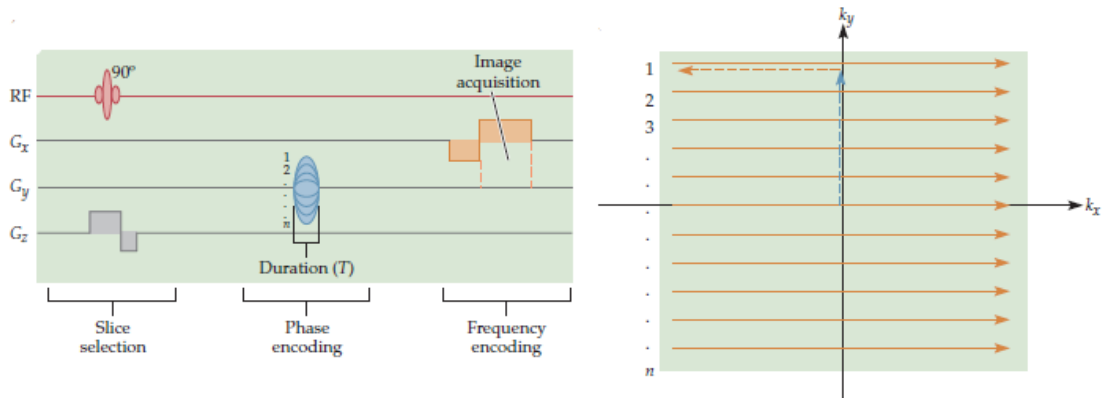 90°
RF
Image
acquisition
Gx
1
2
.
.
.
n
Gy
Gz
Duration (T)
Slice
selection
Phase
encoding
Frequency
encoding
ky
1
2
3
.
.
.
.
.
.
.
.
n
kx